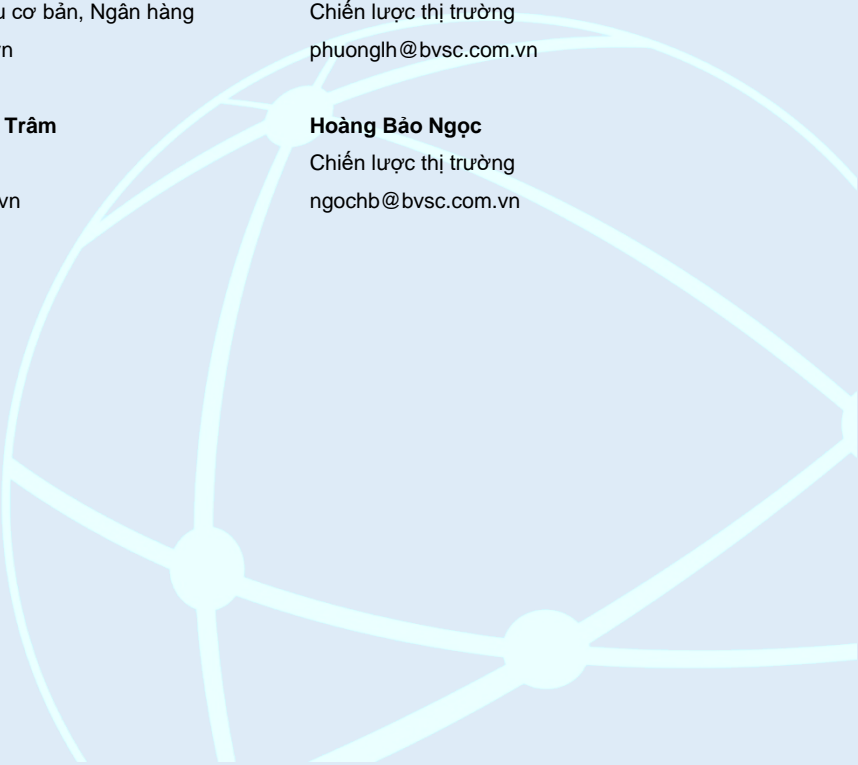 cơ bản, Ngân hàng
Chiến lược thị trường
phuonglh@bvsc.com.vn
Trâm
Hoàng Bảo Ngọc
Chiến lược thị trường
vn
ngochb@bvsc.com.vn